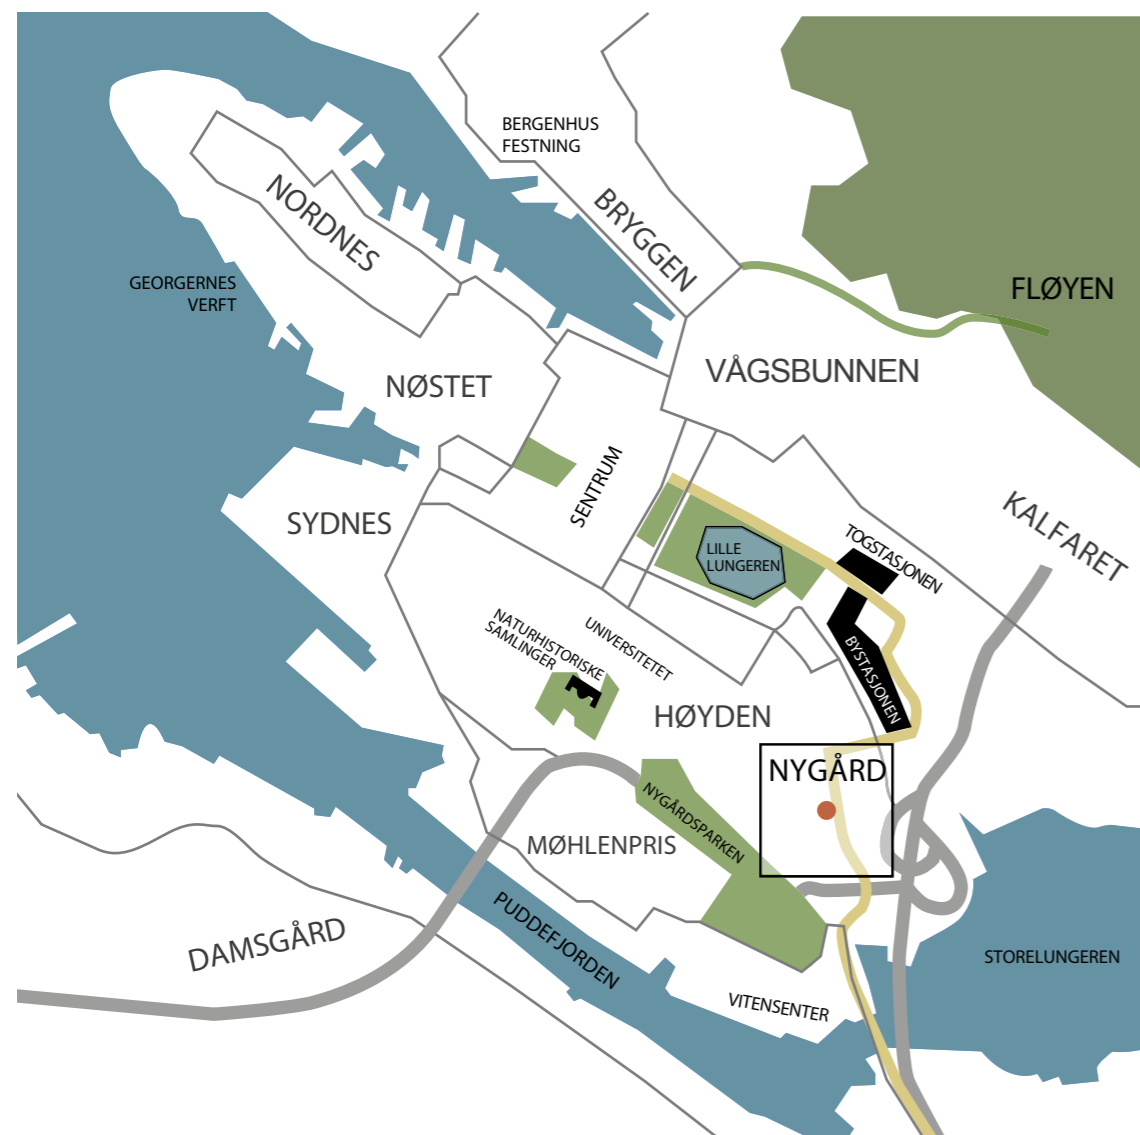 BERGENHUS
FESTNING
NORDNES
BRYGGEN
GEORGERNES
VERFT
FLØYEN
NØSTET
VÅGSBUNNEN
SENTRUM
SYDNES
KALFARET
TOGSTASJONEN
LILLE
LUNGEREN
NATURHISTORISKE
SAMLINGER
UNIVERSITETET
BYSTASJONEN
HØYDEN
NYGÅRD
NYGÅRDSPARKEN
MØHLENPRIS
DAMSGÅRD
PUDDEFJORDEN
STORELUNGEREN
VITENSENTER